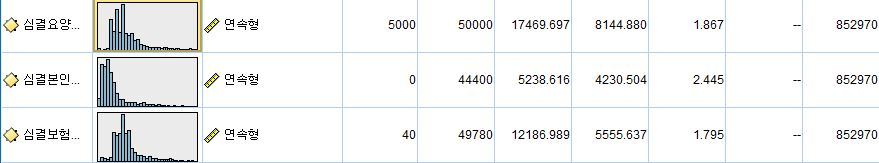 심결요양... 연속형 5000 50000 17469.697 8144.880 1.867 -- 852970
심결본인... 연속형 0 44400 5238.616 4230.504 2.445 -- 852970
심결보험... 연속형 40 49780 12186.989 5555.637 1.795 -- 852970